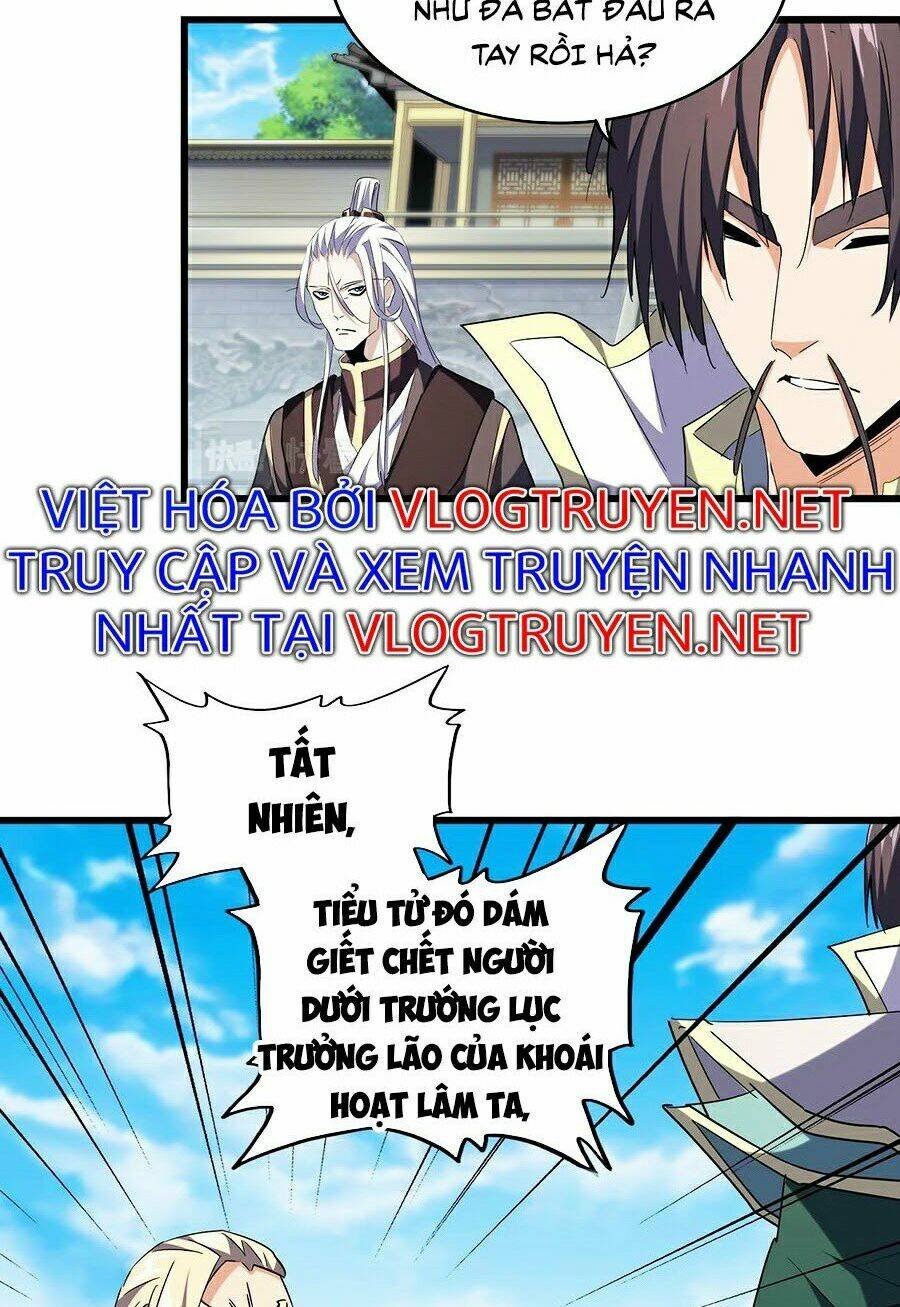 NHƯ ĐÃ BẮT ĐẦU RA
TAY RỒI HẢ?
VIỆT HÓA BỞI VLOGTRUYEN.NET
TRUY CẬP VÀ XEM TRUYỆN NHANH
NHẤT TẠI VLOGTRUYEN.NET
TẤT
NHIÊN,
TIỂU TỬ ĐÓ DÁM
GIẾT CHẾT NGƯỜI
DƯỚI TRƯỚNG LỤC
TRƯỞNG LÃO CỦA KHOÁI
HOẠT LÂM TA,